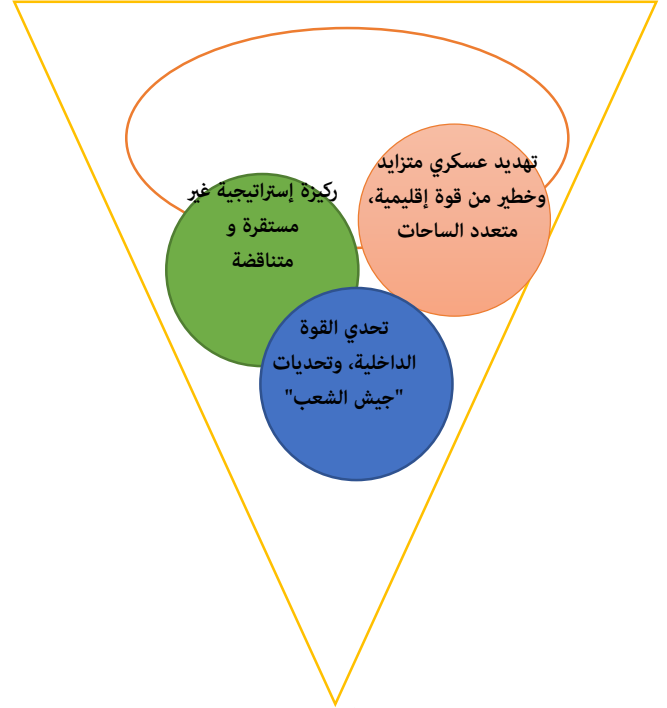 تهديد عسكري متزايد
وخطير من قوة إقليمية،
متعدد الساحات
ركيزة إستراتيجية غير
مستقرة و
متناقضة
تحدي القوة
الداخلية، وتحديات
"جيش الشعب"